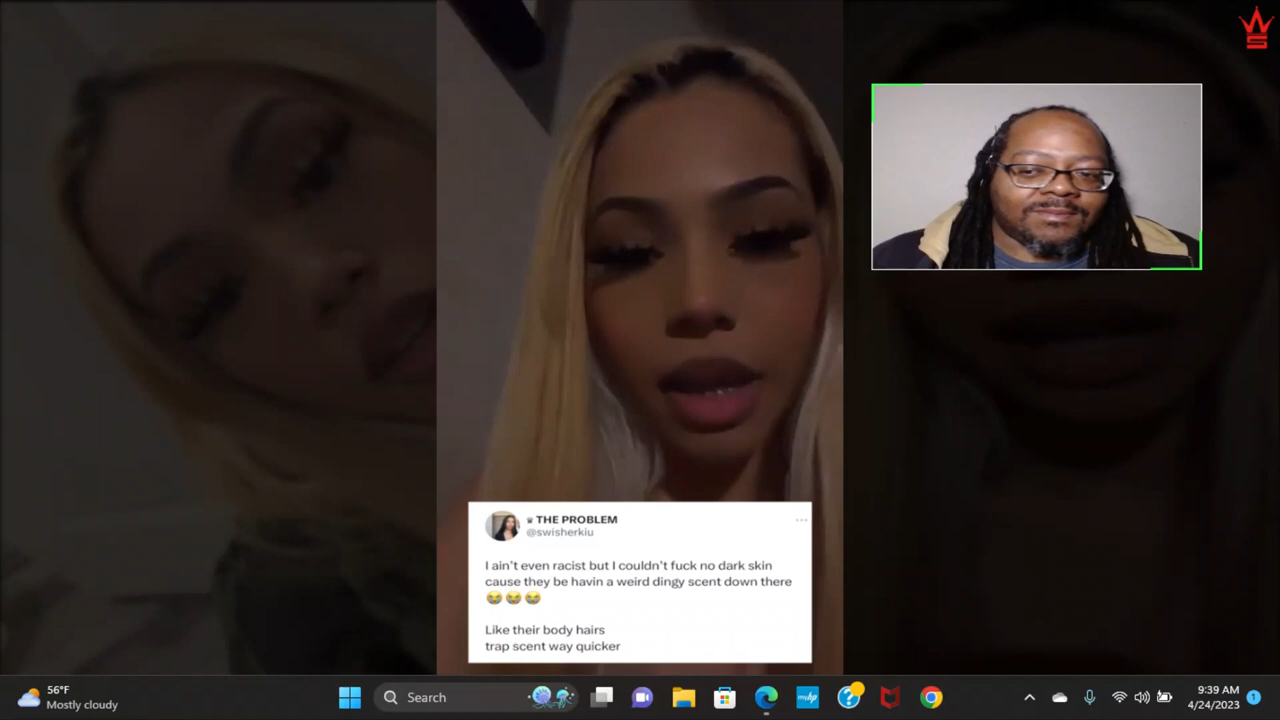 ♛ THE PROBLEM
@swisherkiu
I ain't even racist but I couldn't fuck no dark skin
cause they be havin a weird dingy scent down there
😭😭😭
Like their body hairs
trap scent way quicker
56°F
Mostly cloudy
Search
myhp
9:39 AM
4/24/2023
1